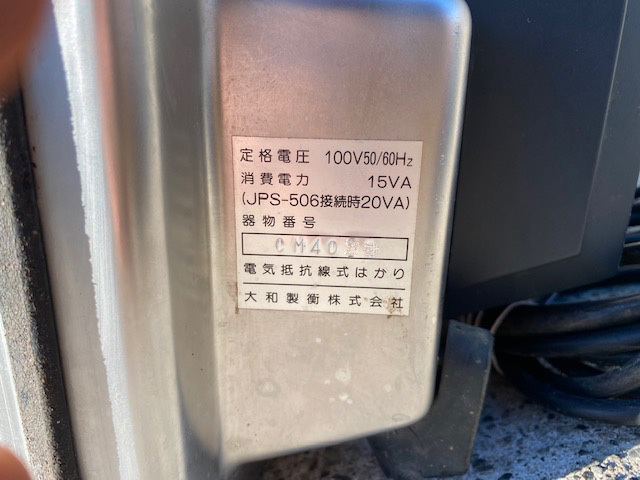 定格電圧 100V50/60Hz
消費電力 15VA
(JPS-506接続時20VA)
器物番号
CM40
電気抵抗線式はかり
大和製衡株式会社